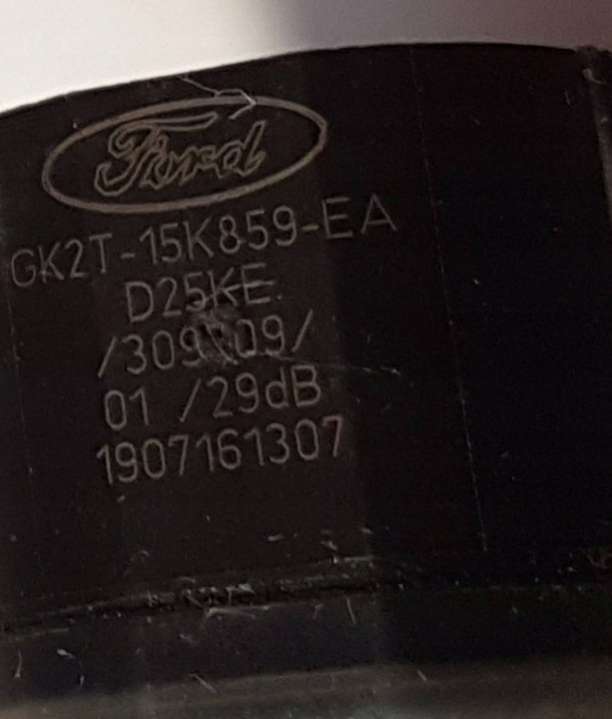 Ford
GK2T-15K859-EA
D25KE
01 /29dB
1907161307